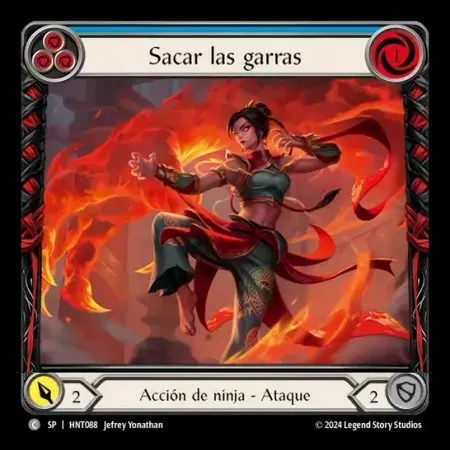 Sacar las garras
I
2
Acción de ninja - Ataque
2
C SP | HNT088 Jefrey Yonathan
© 2024 Legend Story Studios